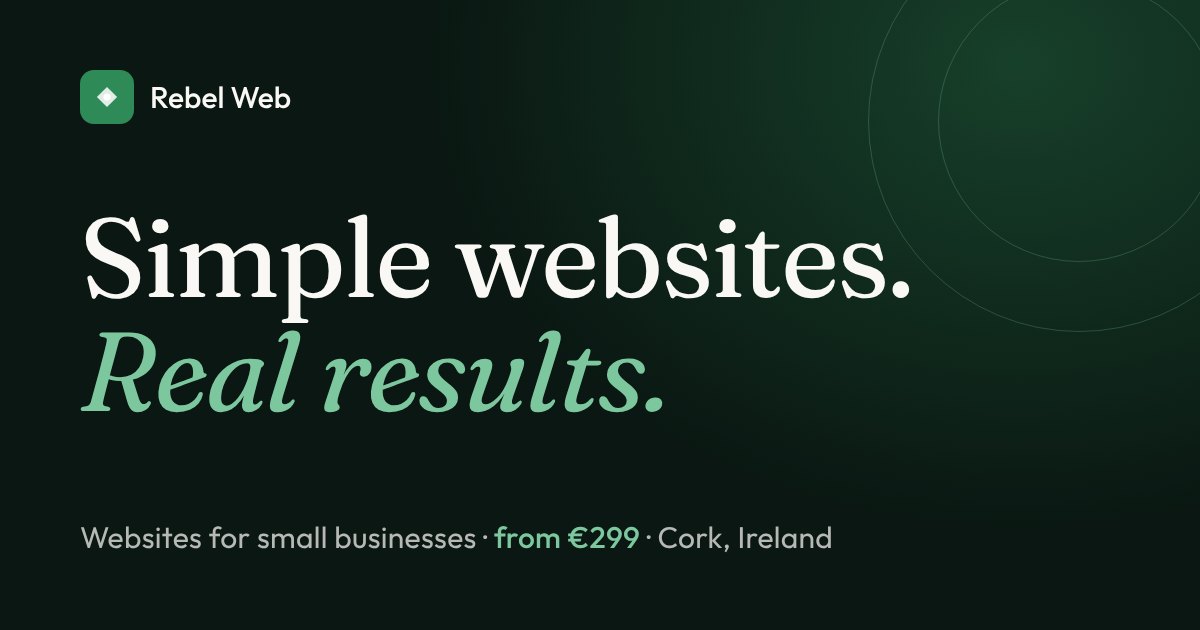 Rebel Web
Simple websites.
Real results.
Websites for small businesses · from €299 · Cork, Ireland